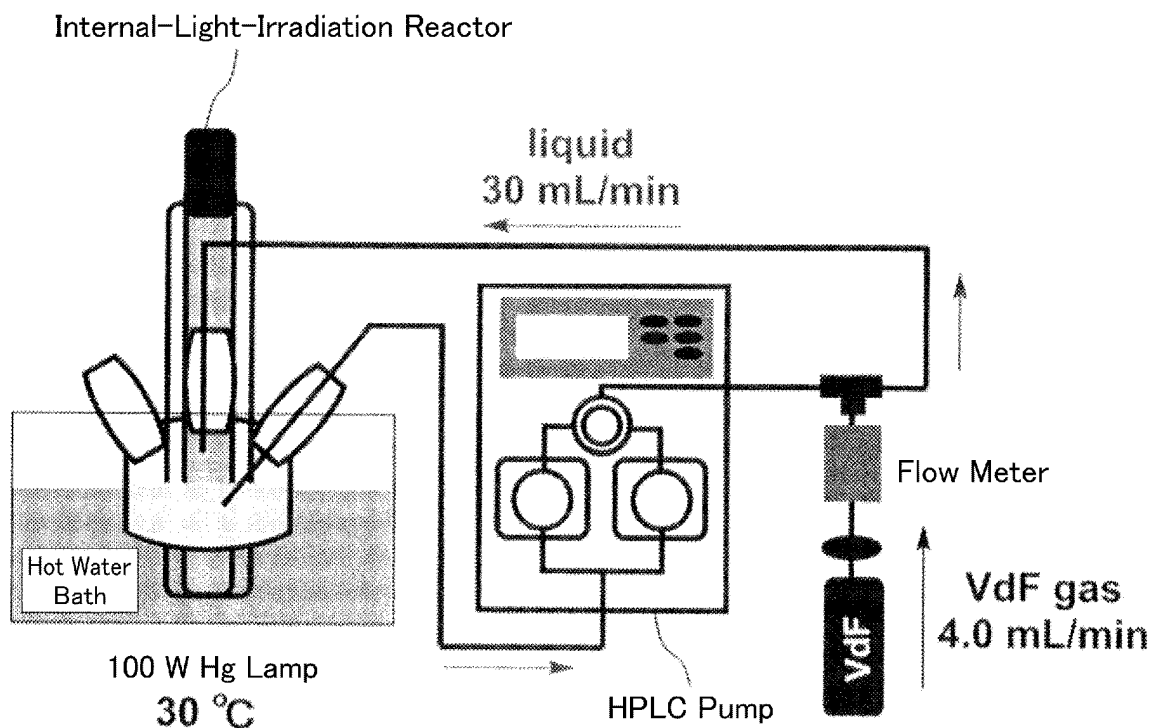 Internal-Light-Irradiation Reactor
liquid
30 mL/min
Flow Meter
Hot Water
Bath
VdF
VdF gas
4.0 mL/min
100 W Hg Lamp
30 °C
HPLC Pump